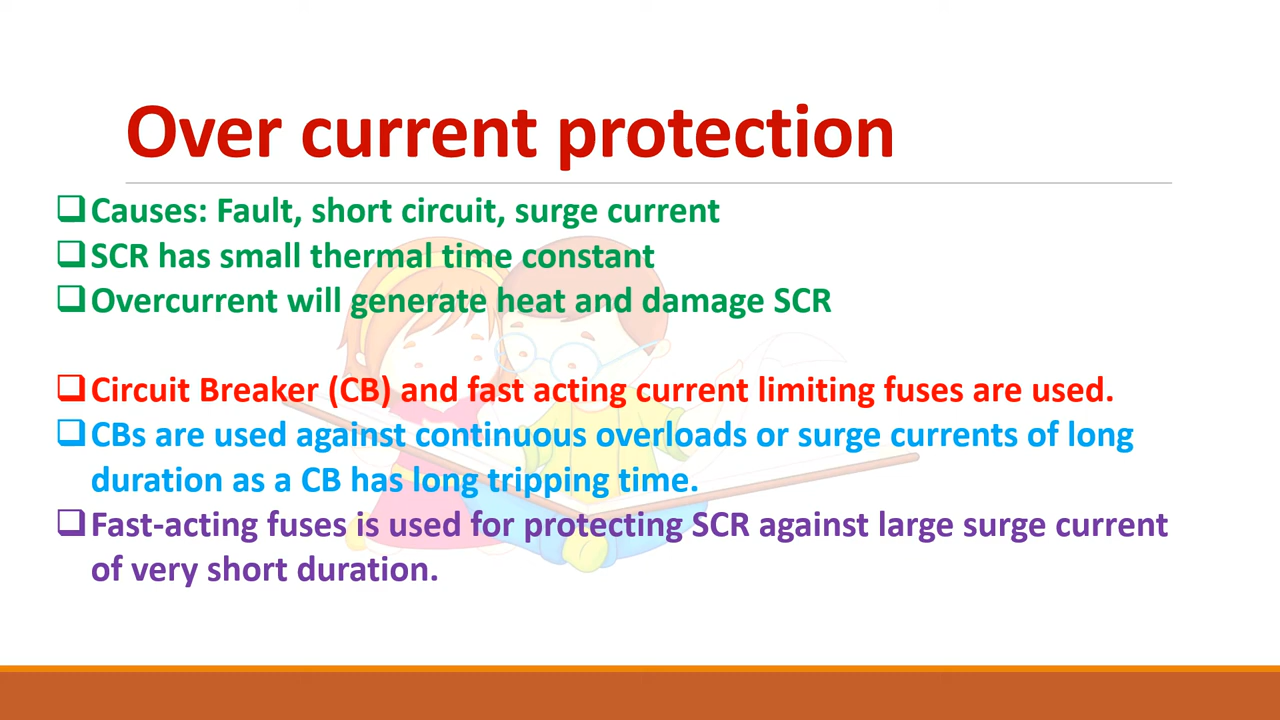 Over current protection
Causes: Fault, short circuit, surge current
SCR has small thermal time constant
Overcurrent will generate heat and damage SCR
Circuit Breaker (CB) and fast acting current limiting fuses are used.
CBs are used against continuous overloads or surge currents of long
duration as a CB has long tripping time.
Fast-acting fuses is used for protecting SCR against large surge current
of very short duration.